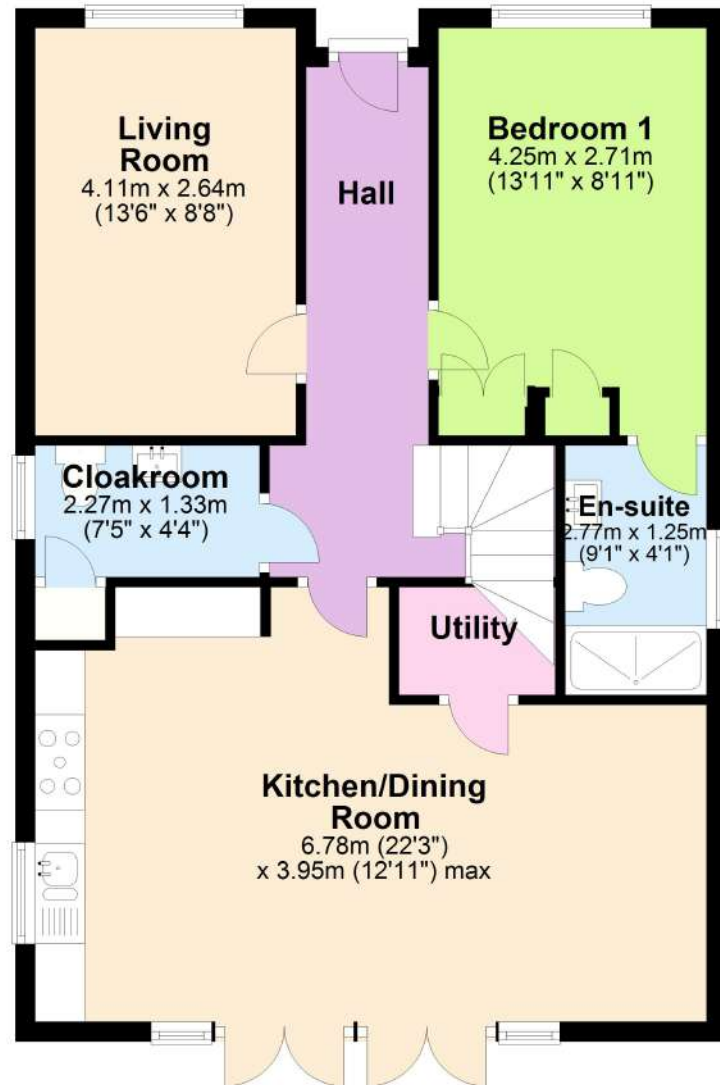 Living
Room
4.11m x 2.64m
(13'6" x 8'8")
Hall
Bedroom 1
4.25m x 2.71m
(13'11" x 8'11")
Cloakroom
2.27m x 1.33m
(7'5" x 4'4")
En-suite
2.77m x 1.25m
(9'1" x 4'1")
Utility
Kitchen/Dining
Room
6.78m (22'3")
x 3.95m (12'11") max